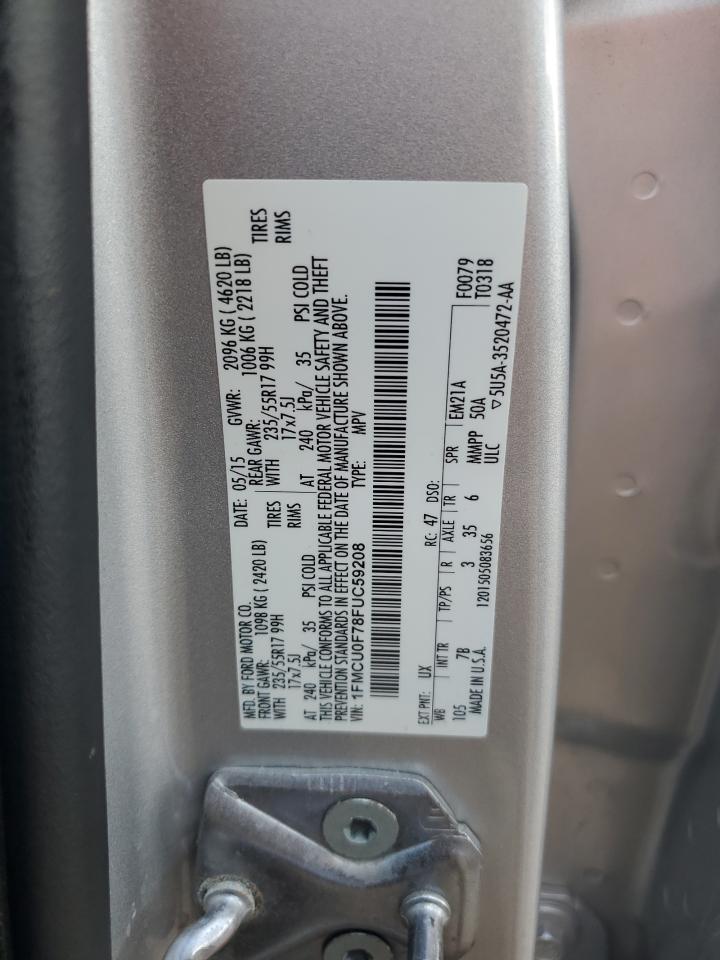 MFD. BY FORD MOTOR CO. DATE: 05/15 GVWR: 2096 KG ( 4620 LB)
FRONT GAWR: 1098 KG ( 2420 LB) REAR GAWR: 1006 KG ( 2218 LB)
WITH 235/55R17 99H TIRES WITH 235/55R17 99H TIRES
17x7.5J RIMS 17x7.5J RIMS
AT 240 kPa/ 35 PSI COLD AT 240 kPa/ 35 PSI COLD
THIS VEHICLE CONFORMS TO ALL APPLICABLE FEDERAL MOTOR VEHICLE SAFETY AND THEFT
PREVENTION STANDARDS IN EFFECT ON THE DATE OF MANUFACTURE SHOWN ABOVE.
VIN: 1FMCU0F78FUC59208 TYPE: MPV
EXT PNT: UX RC: 47 DSO: F0079
WB INT TR TP/PS R AXLE TR SPR EM21A T0318
105 7B 3 35 6 MMPP 50A
MADE IN U.S.A. 1201505083656 ULC ▽5U5A-3520472-AA